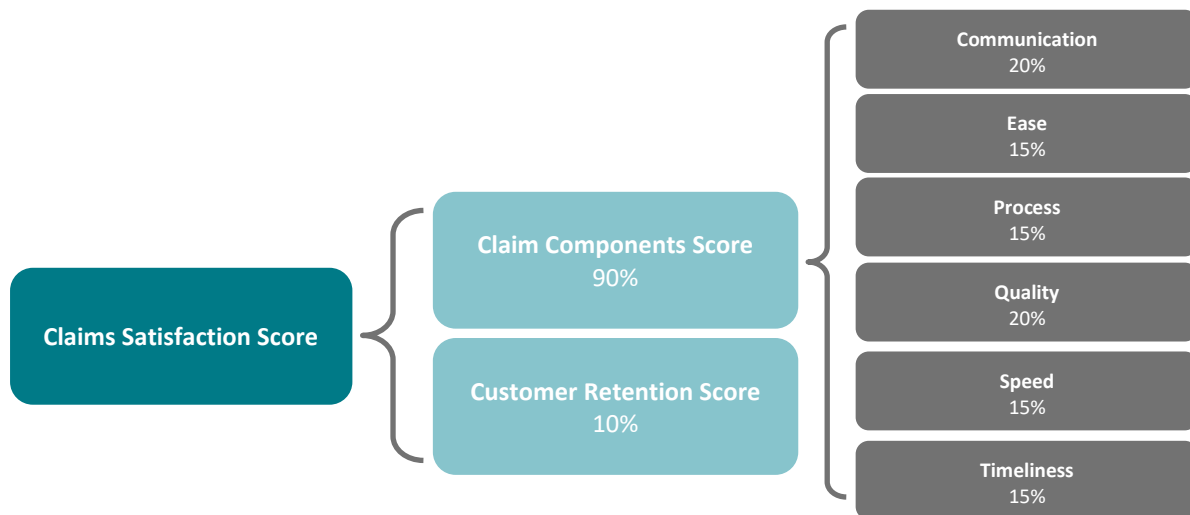 Claims Satisfaction Score
Claim Components Score
90%
Customer Retention Score
10%
Communication
20%
Ease
15%
Process
15%
Quality
20%
Speed
15%
Timeliness
15%